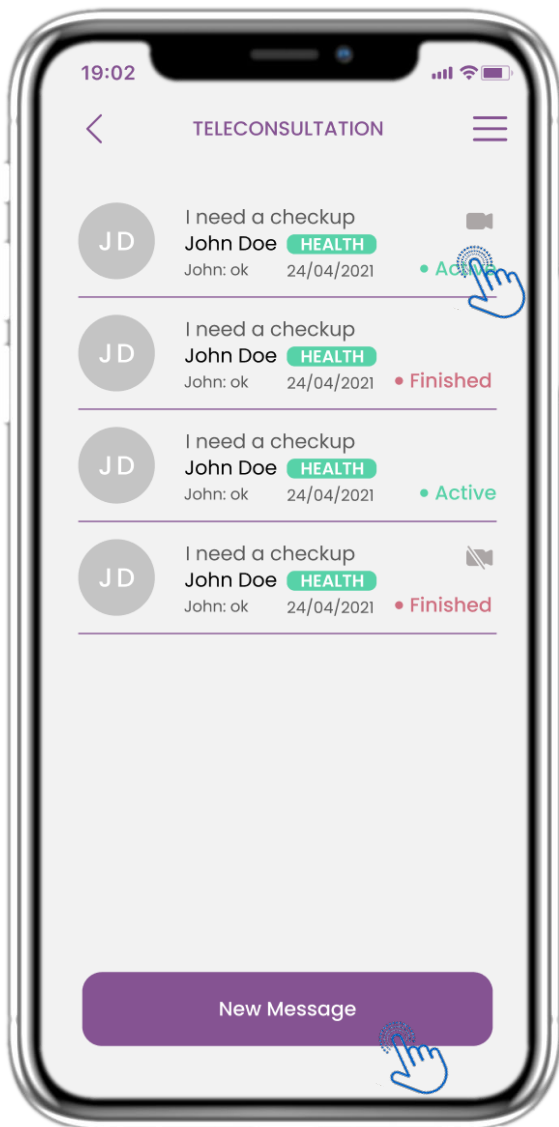 19:02
TELECONSULTATION
JD
I need a checkup
John Doe HEALTH
John: ok 24/04/2021 • Active
JD
I need a checkup
John Doe HEALTH
John: ok 24/04/2021 • Finished
JD
I need a checkup
John Doe HEALTH
John: ok 24/04/2021 • Active
JD
I need a checkup
John Doe HEALTH
John: ok 24/04/2021 • Finished
New Message